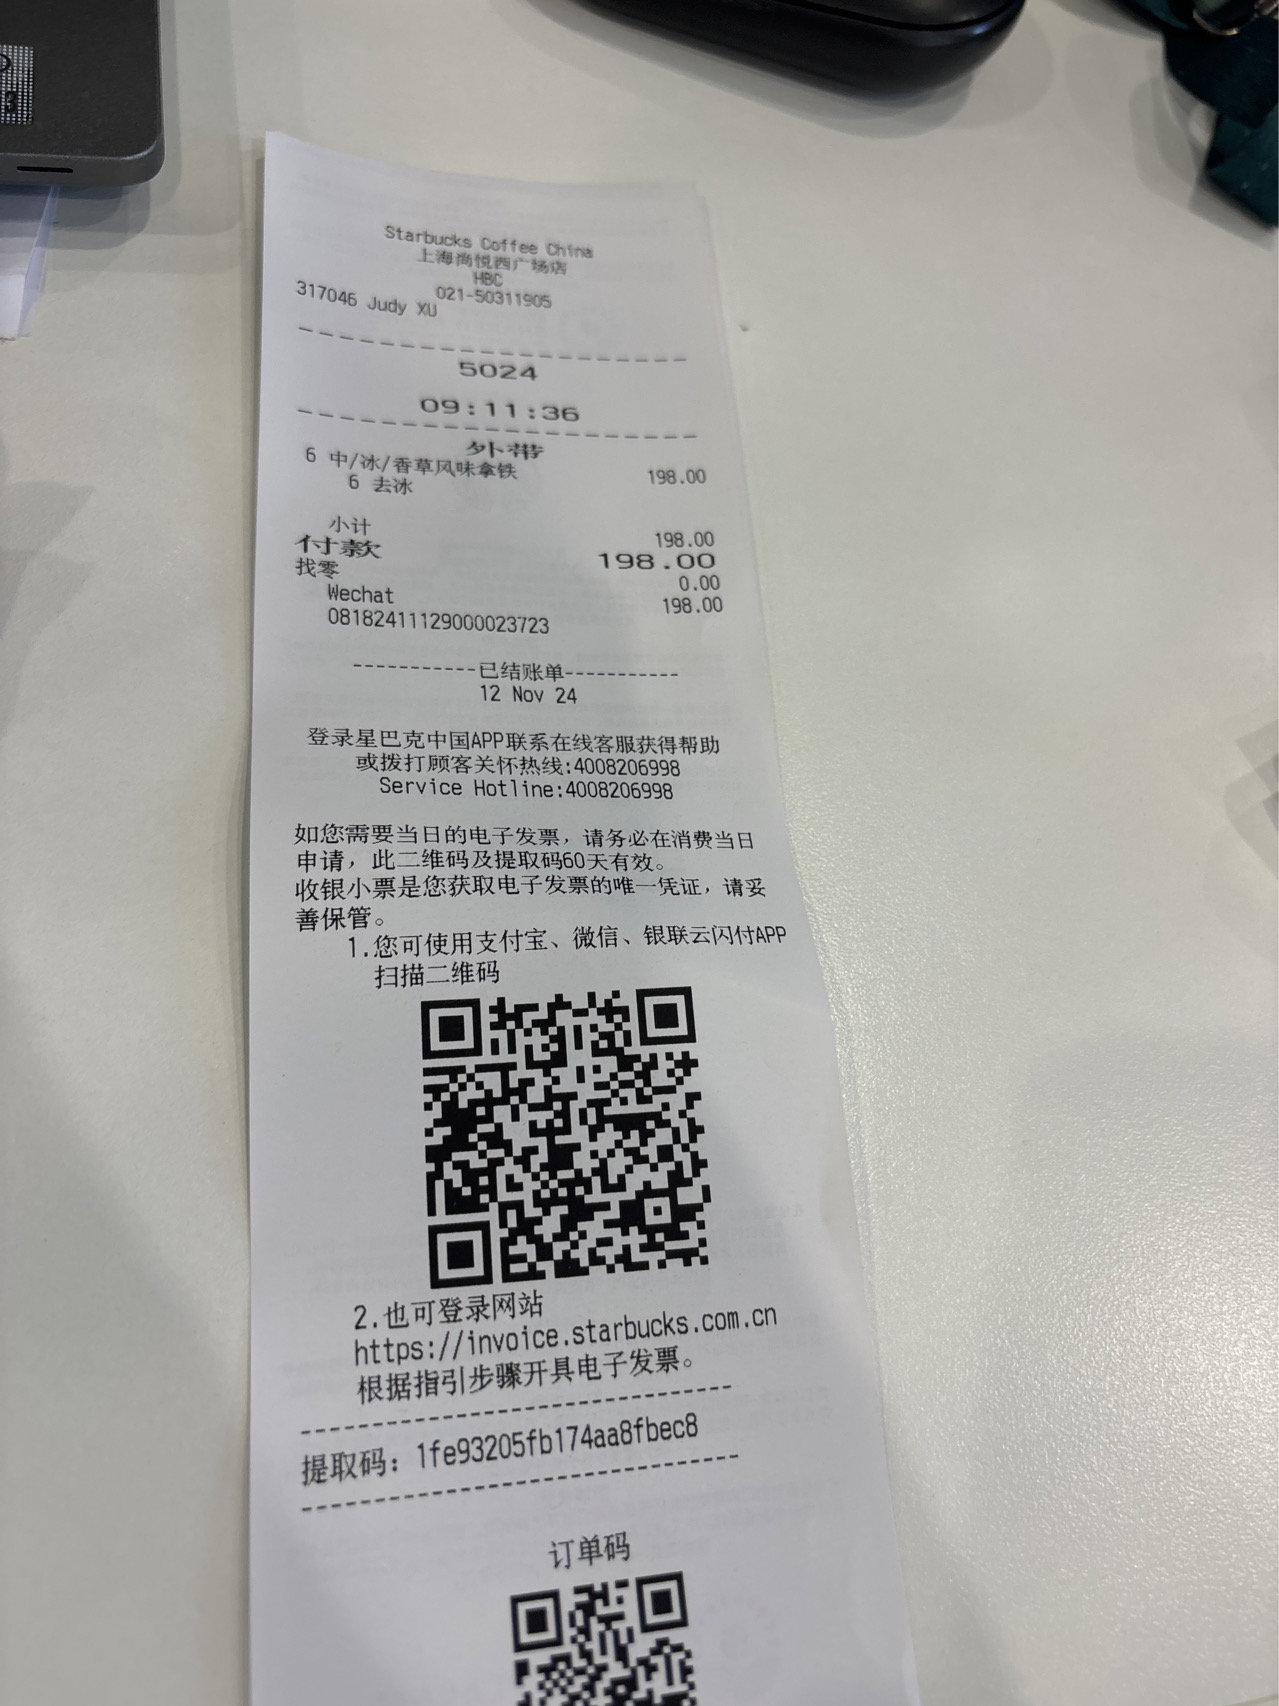 Starbucks Coffee China
上海尚悦西广场店
HBC
021-50311905
317046 Judy XU
5024
09:11:36
外带
6 中/冰/香草风味拿铁 198.00
6 去冰
小计 198.00
付款 198.00
找零 0.00
Wechat 198.00
08182411129000023723
-----------已结账单-----------
12 Nov 24
登录星巴克中国APP联系在线客服获得帮助
或拨打顾客关怀热线:4008206998
Service Hotline:4008206998
如您需要当日的电子发票，请务必在消费当日
申请，此二维码及提取码60天有效。
收银小票是您获取电子发票的唯一凭证，请妥
善保管。
1.您可使用支付宝、微信、银联云闪付APP
扫描二维码
2.也可登录网站
https://invoice.starbucks.com.cn
根据指引步骤开具电子发票。
提取码：1fe93205fb174aa8fbec8
订单码